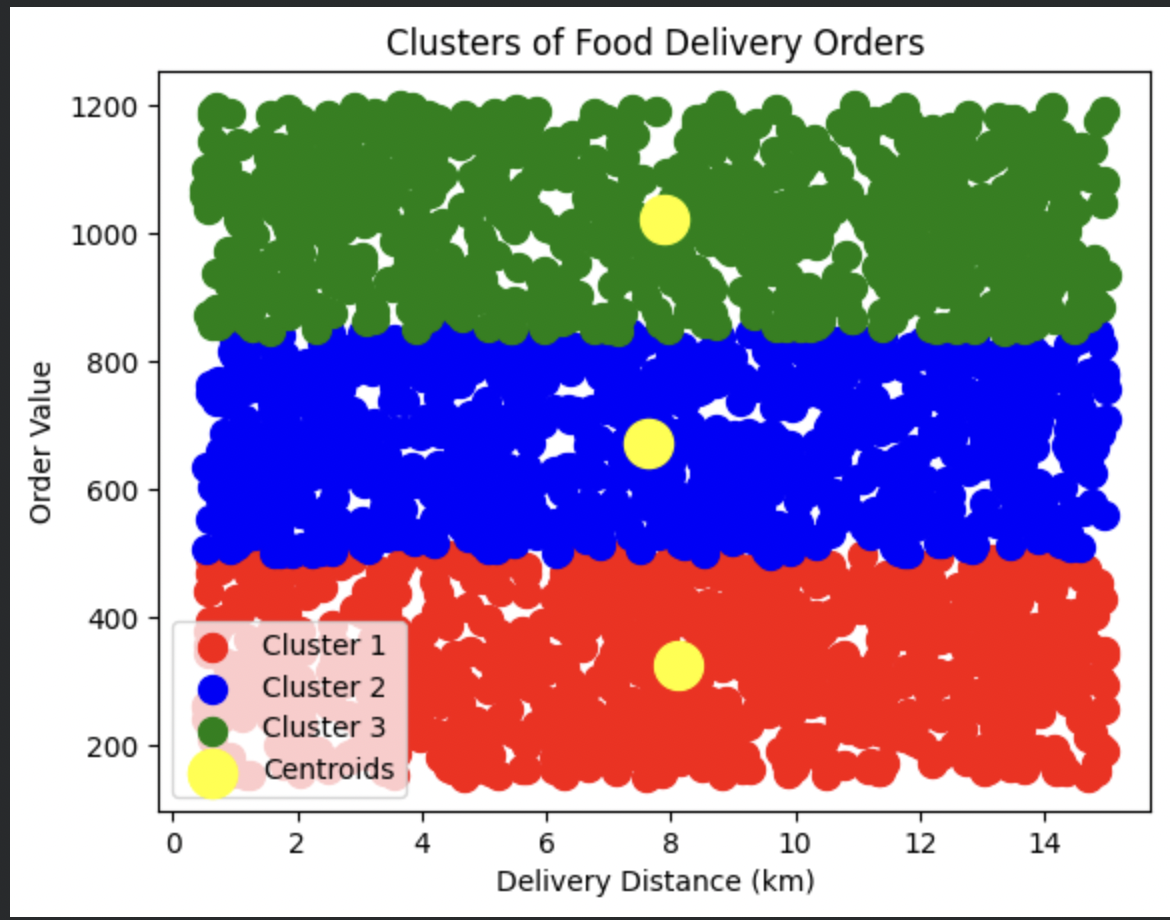 Clusters of Food Delivery Orders
Order Value
1200
1000
800
600
400
200
Cluster 1
Cluster 2
Cluster 3
Centroids
0 2 4 6 8 10 12 14
Delivery Distance (km)